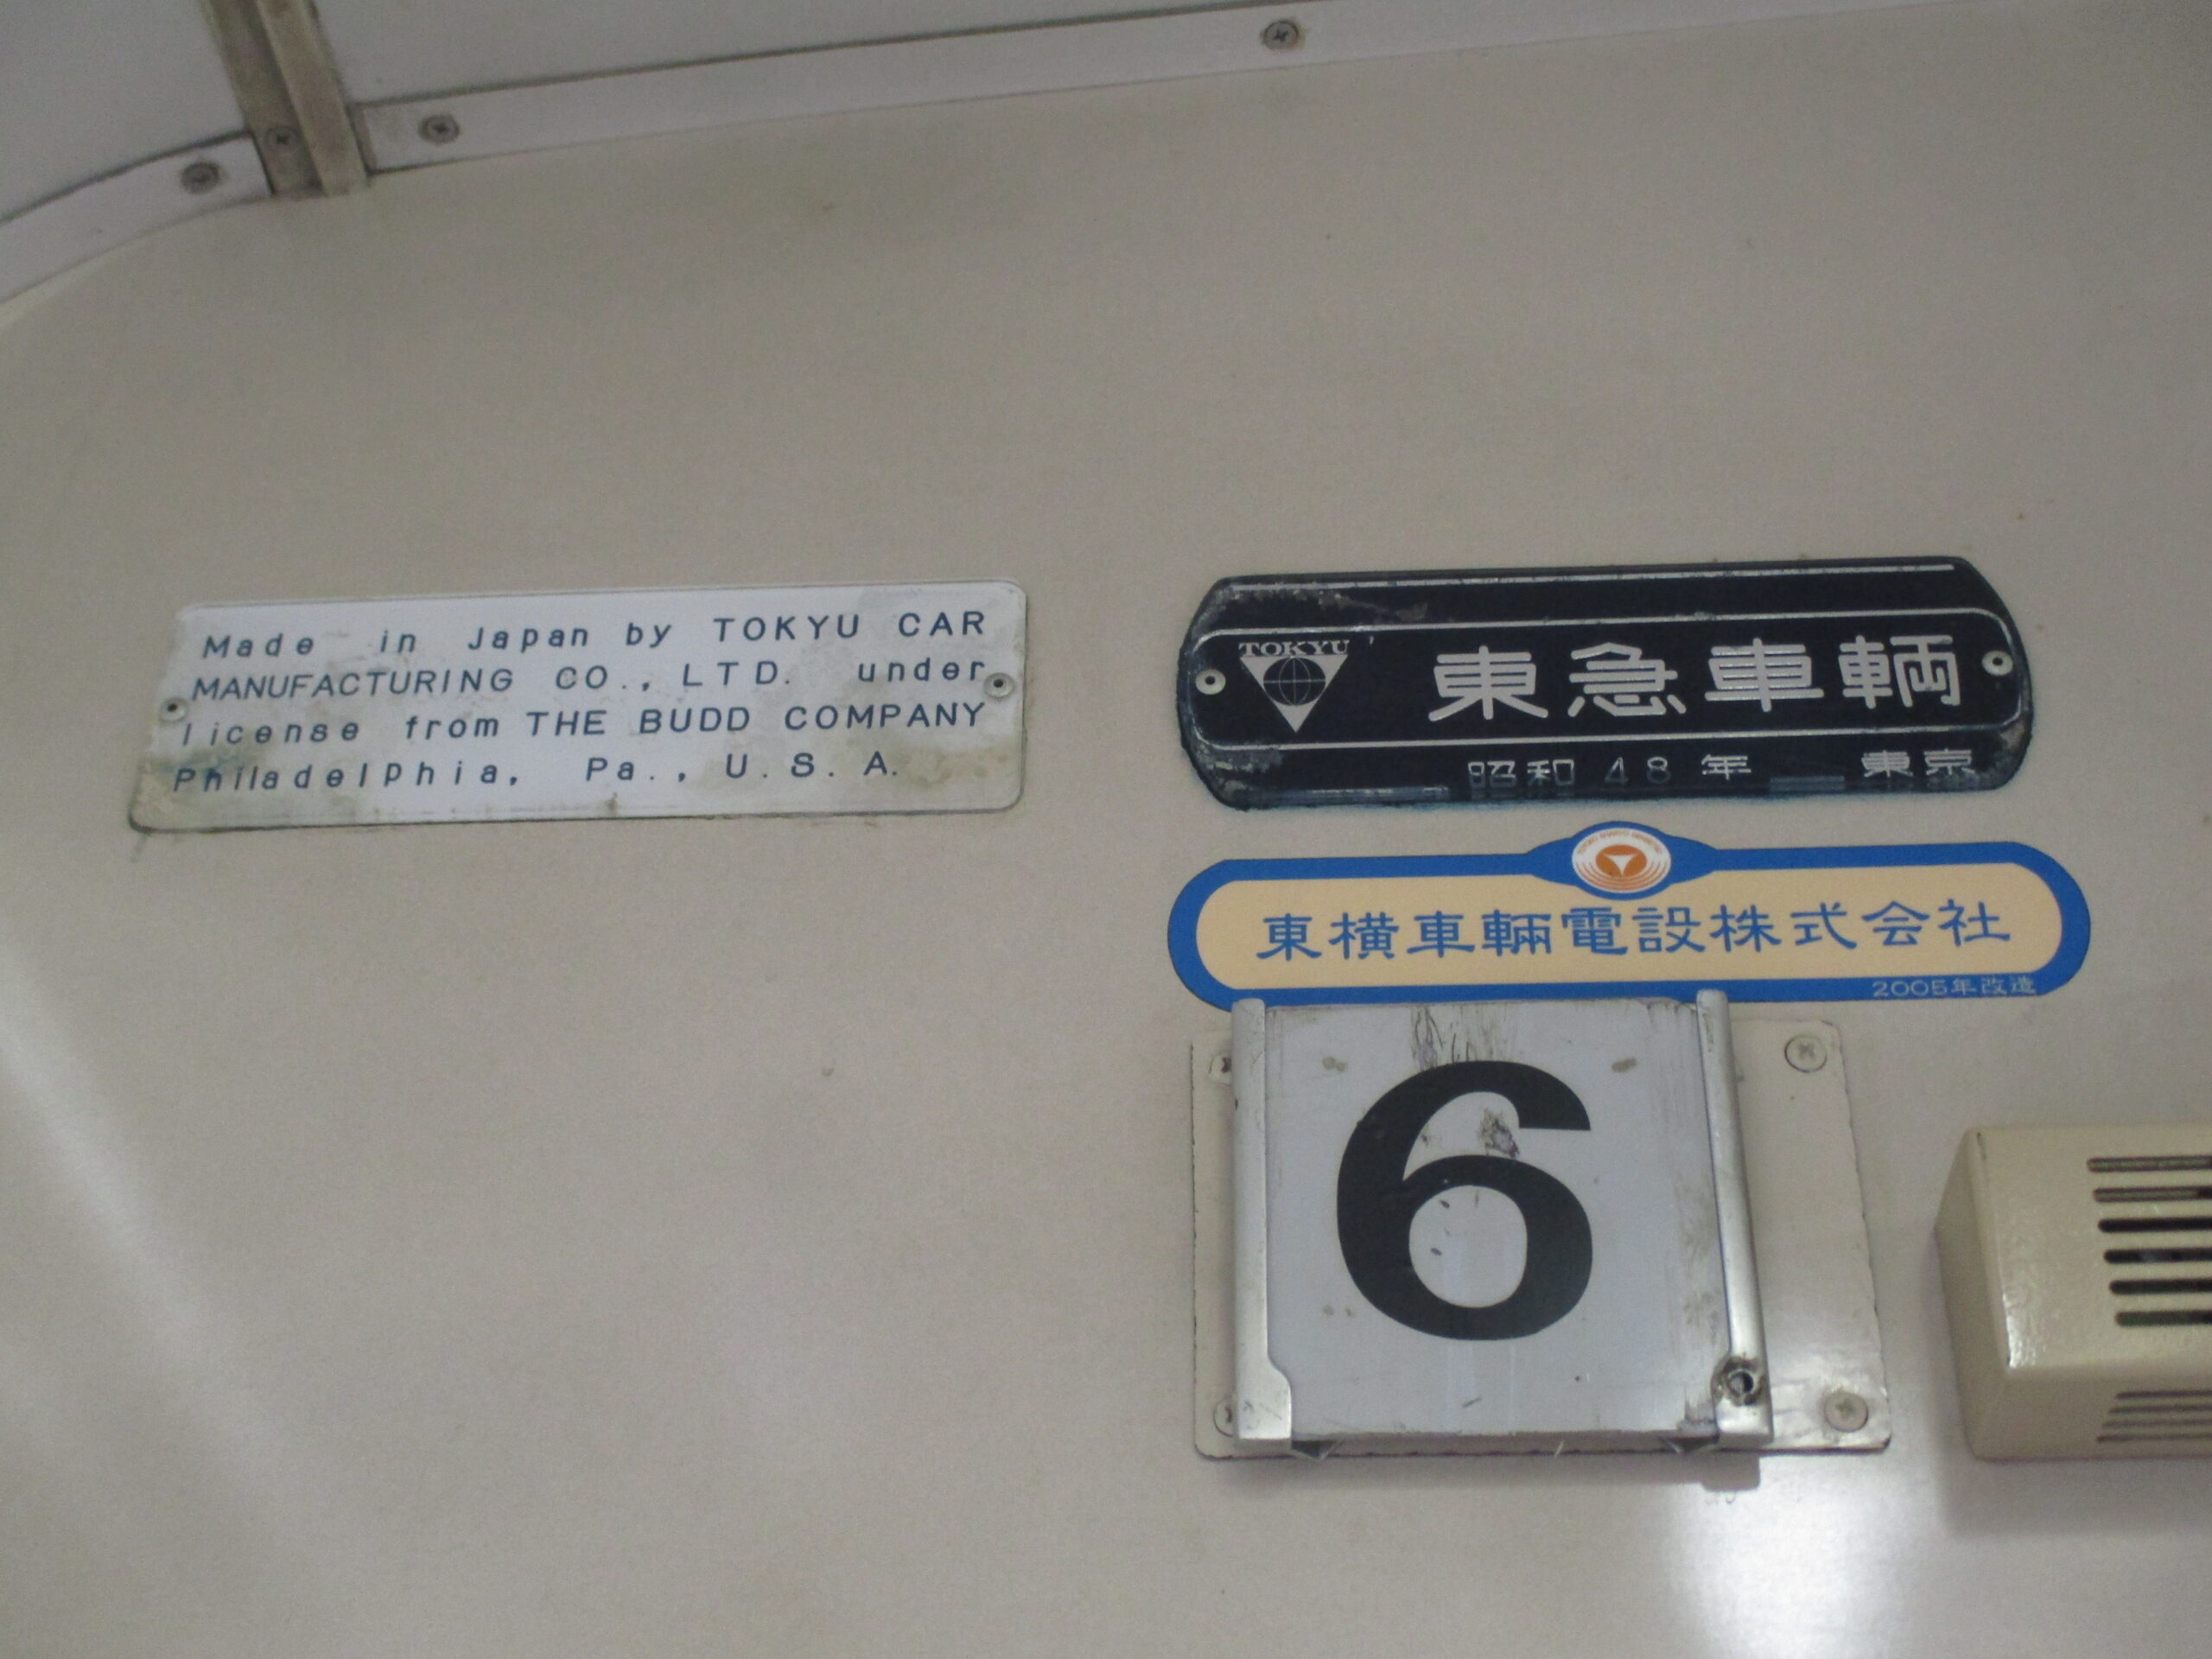 Made in Japan by TOKYU CAR
MANUFACTURING CO., LTD. under
license from THE BUDD COMPANY
Philadelphia, Pa., U.S.A.
TOKYU
東急車輌
昭和48年 東京
東横車輛電設株式会社
2005年改造
6